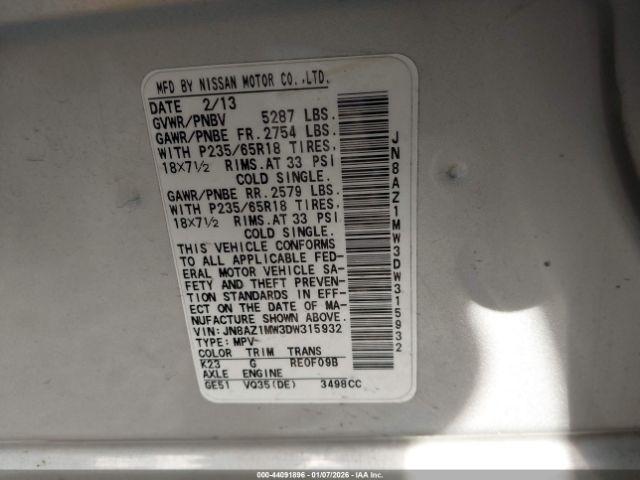 MFD BY NISSAN MOTOR CO.,LTD.
DATE 2/13
GVWR/PNBV 5287 LBS.
GAWR/PNBE FR.2754 LBS.
WITH P235/65R18 TIRES,
18X7½ RIMS.AT 33 PSI
COLD SINGLE.
GAWR/PNBE RR.2579 LBS.
WITH P235/65R18 TIRES,
18X7½ RIMS.AT 33 PSI
COLD SINGLE.
THIS VEHICLE CONFORMS
TO ALL APPLICABLE FED-
ERAL MOTOR VEHICLE SA-
FETY AND THEFT PREVEN-
TION STANDARDS IN EFF-
ECT ON THE DATE OF MA-
NUFACTURE SHOWN ABOVE.
VIN:JN8AZ1MW3DW315932
TYPE:MPV
COLOR TRIM TRANS
K23 G RE0F09B
AXLE ENGINE
GE51 VQ35(DE) 3498CC
JN8AZ1MW3DW315932
000-44091896 - 01/07/2026 - IAA Inc.